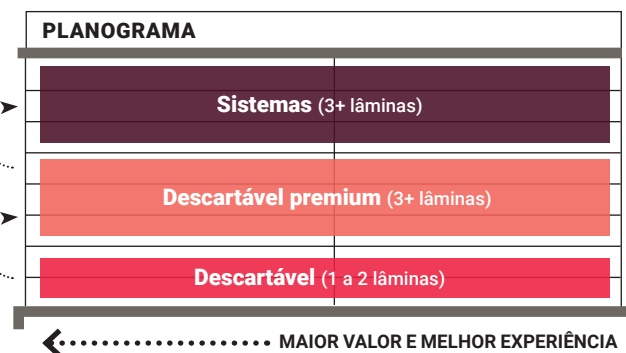 PLANOGRAMA
Sistemas (3+ lâminas)
Descartável premium (3+ lâminas)
Descartável (1 a 2 lâminas)
MAIOR VALOR E MELHOR EXPERIÊNCIA